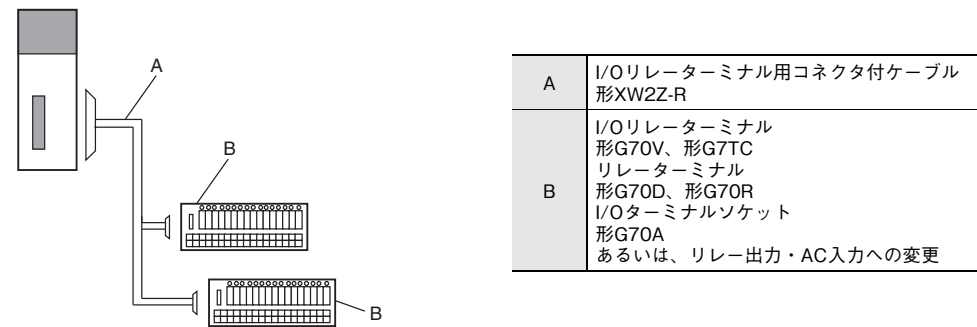 A
B
B
A
I/Oリレーターミナル用コネクタ付ケーブル
形XW2Z-R
B
I/Oリレーターミナル
形G70V、形G7TC
リレーターミナル
形G70D、形G70R
I/Oターミナルソケット
形G70A
あるいは、リレー出力・AC入力への変更